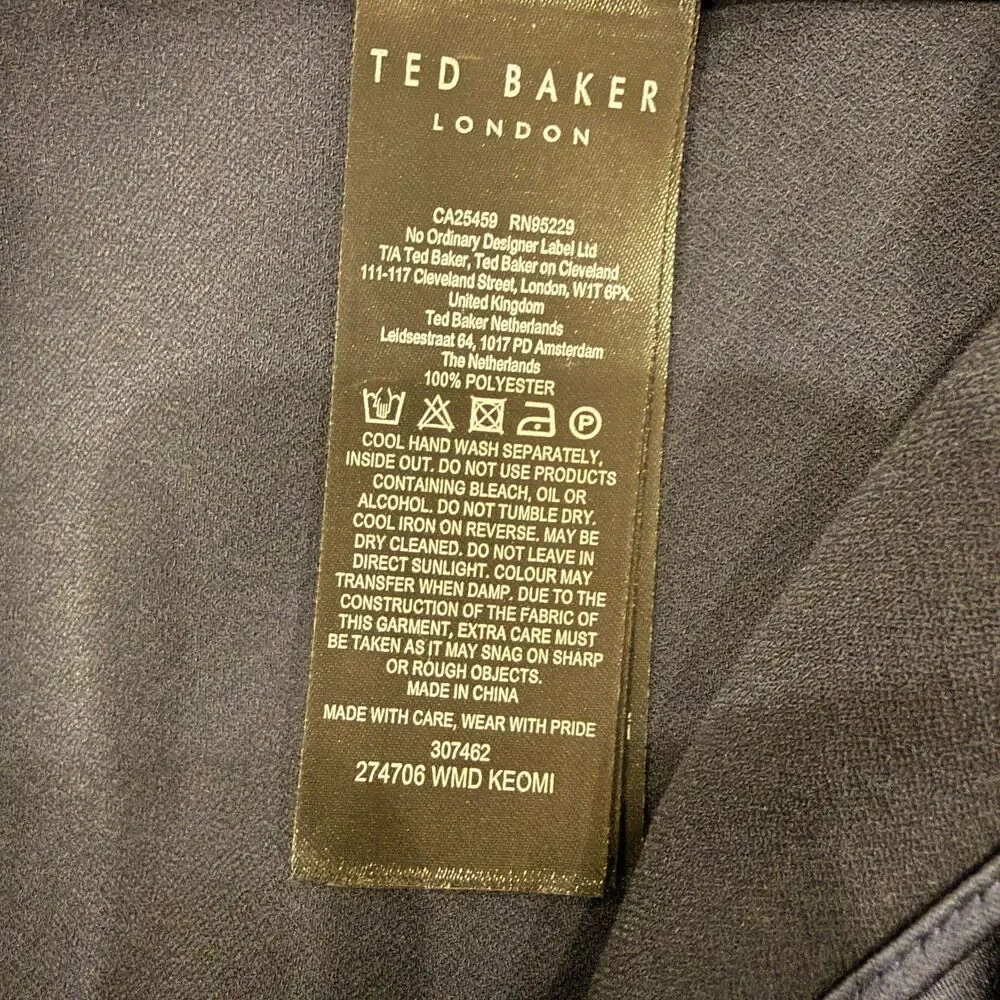 TED BAKER
LONDON
CA25459 RN95229
No Ordinary Designer Label Ltd
T/A Ted Baker, Ted Baker on Cleveland
111-117 Cleveland Street, London, W1T 6PX.
United Kingdom
Ted Baker Netherlands
Leidsestraat 64, 1017 PD Amsterdam
The Netherlands
100% POLYESTER
P
COOL HAND WASH SEPARATELY,
INSIDE OUT. DO NOT USE PRODUCTS
CONTAINING BLEACH, OIL OR
ALCOHOL. DO NOT TUMBLE DRY.
COOL IRON ON REVERSE. MAY BE
DRY CLEANED. DO NOT LEAVE IN
DIRECT SUNLIGHT. COLOUR MAY
TRANSFER WHEN DAMP. DUE TO THE
CONSTRUCTION OF THE FABRIC OF
THIS GARMENT, EXTRA CARE MUST
BE TAKEN AS IT MAY SNAG ON SHARP
OR ROUGH OBJECTS.
MADE IN CHINA
MADE WITH CARE, WEAR WITH PRIDE
307462
274706 WMD KEOMI